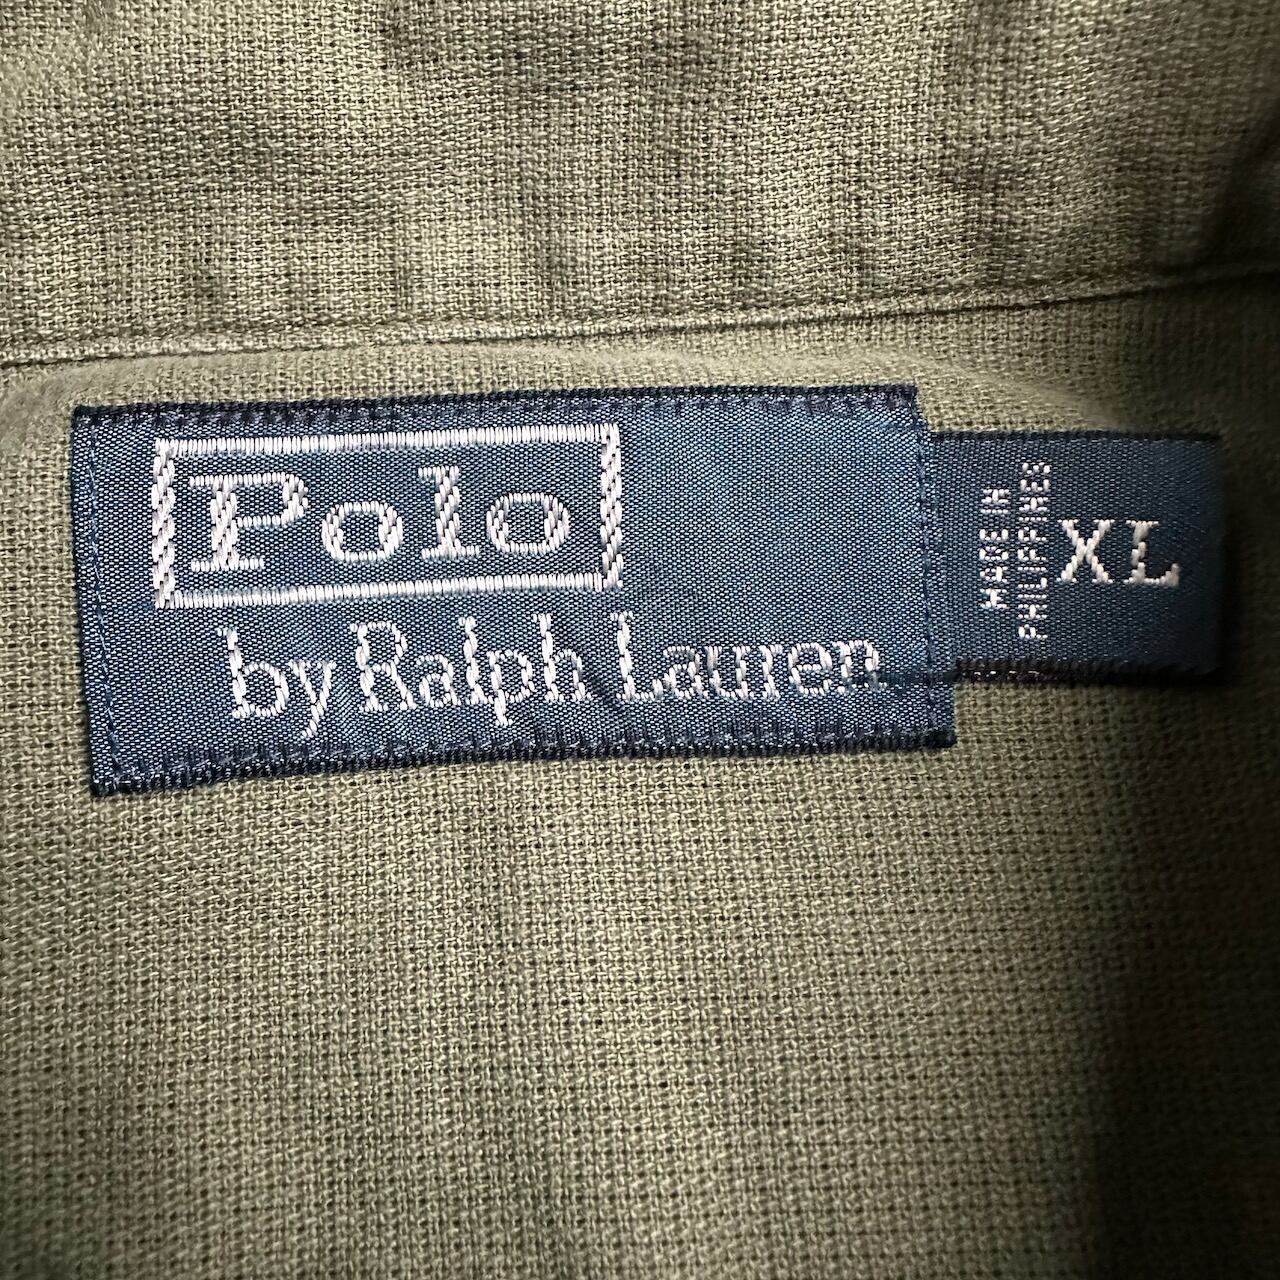 Polo
by Ralph Lauren
MADE IN
PHILIPPINES
XL